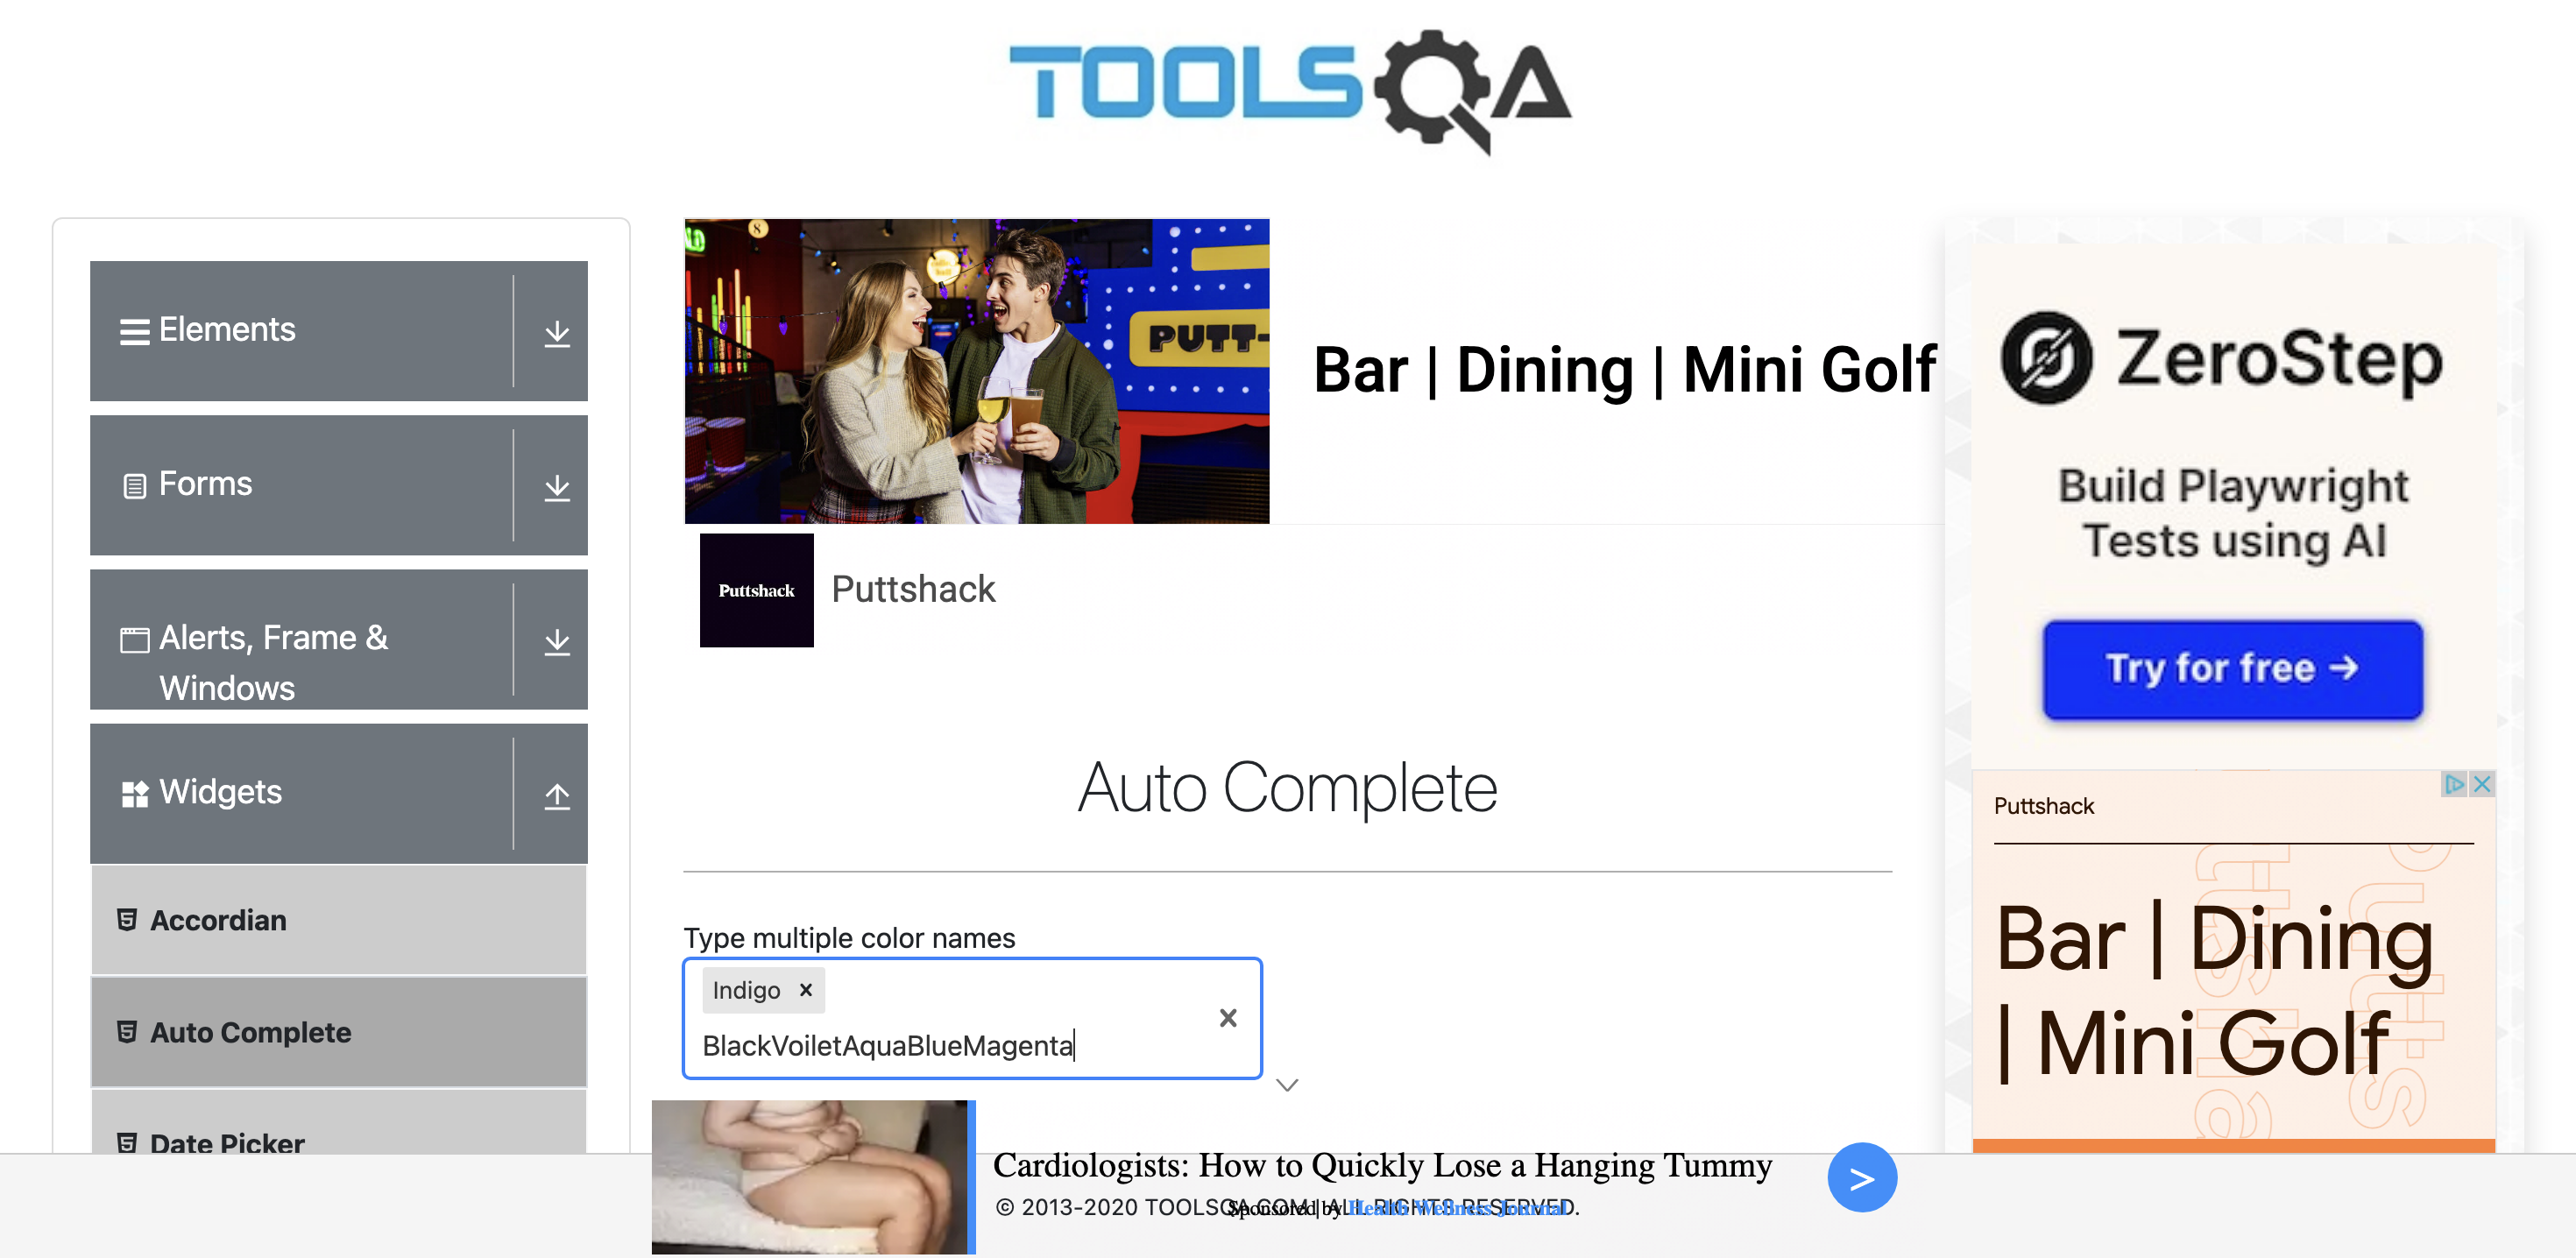 TOOLSQA
Elements
Forms
Alerts, Frame &
Windows
Widgets
Accordian
Auto Complete
Date Picker
8
PUTT-
Bar | Dining | Mini Golf
Puttshack
Puttshack
Auto Complete
Type multiple color names
Indigo ×
BlackVoiletAquaBlueMagenta
Cardiologists: How to Quickly Lose a Hanging Tummy
© 2013-2020 TOOLSQA.COM | ALL RIGHTS RESERVED.
Sponsored by Health Wellness Journal
ZeroStep
Build Playwright
Tests using AI
Try for free →
Puttshack
Bar | Dining
| Mini Golf